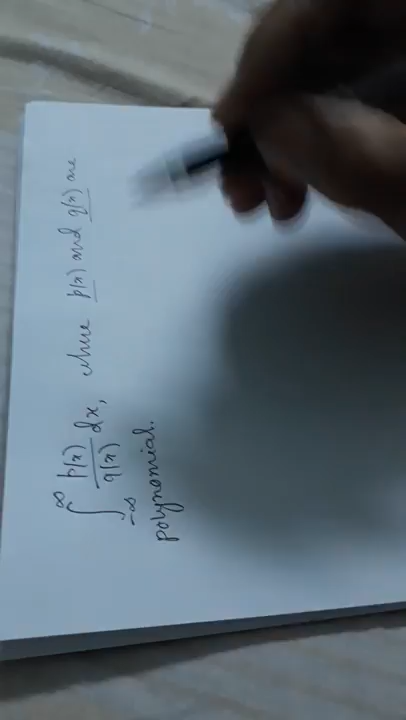 ∫_{-∞}^{∞} p(x)/q(x) dx, where p(x) and q(x) are
polynomial.